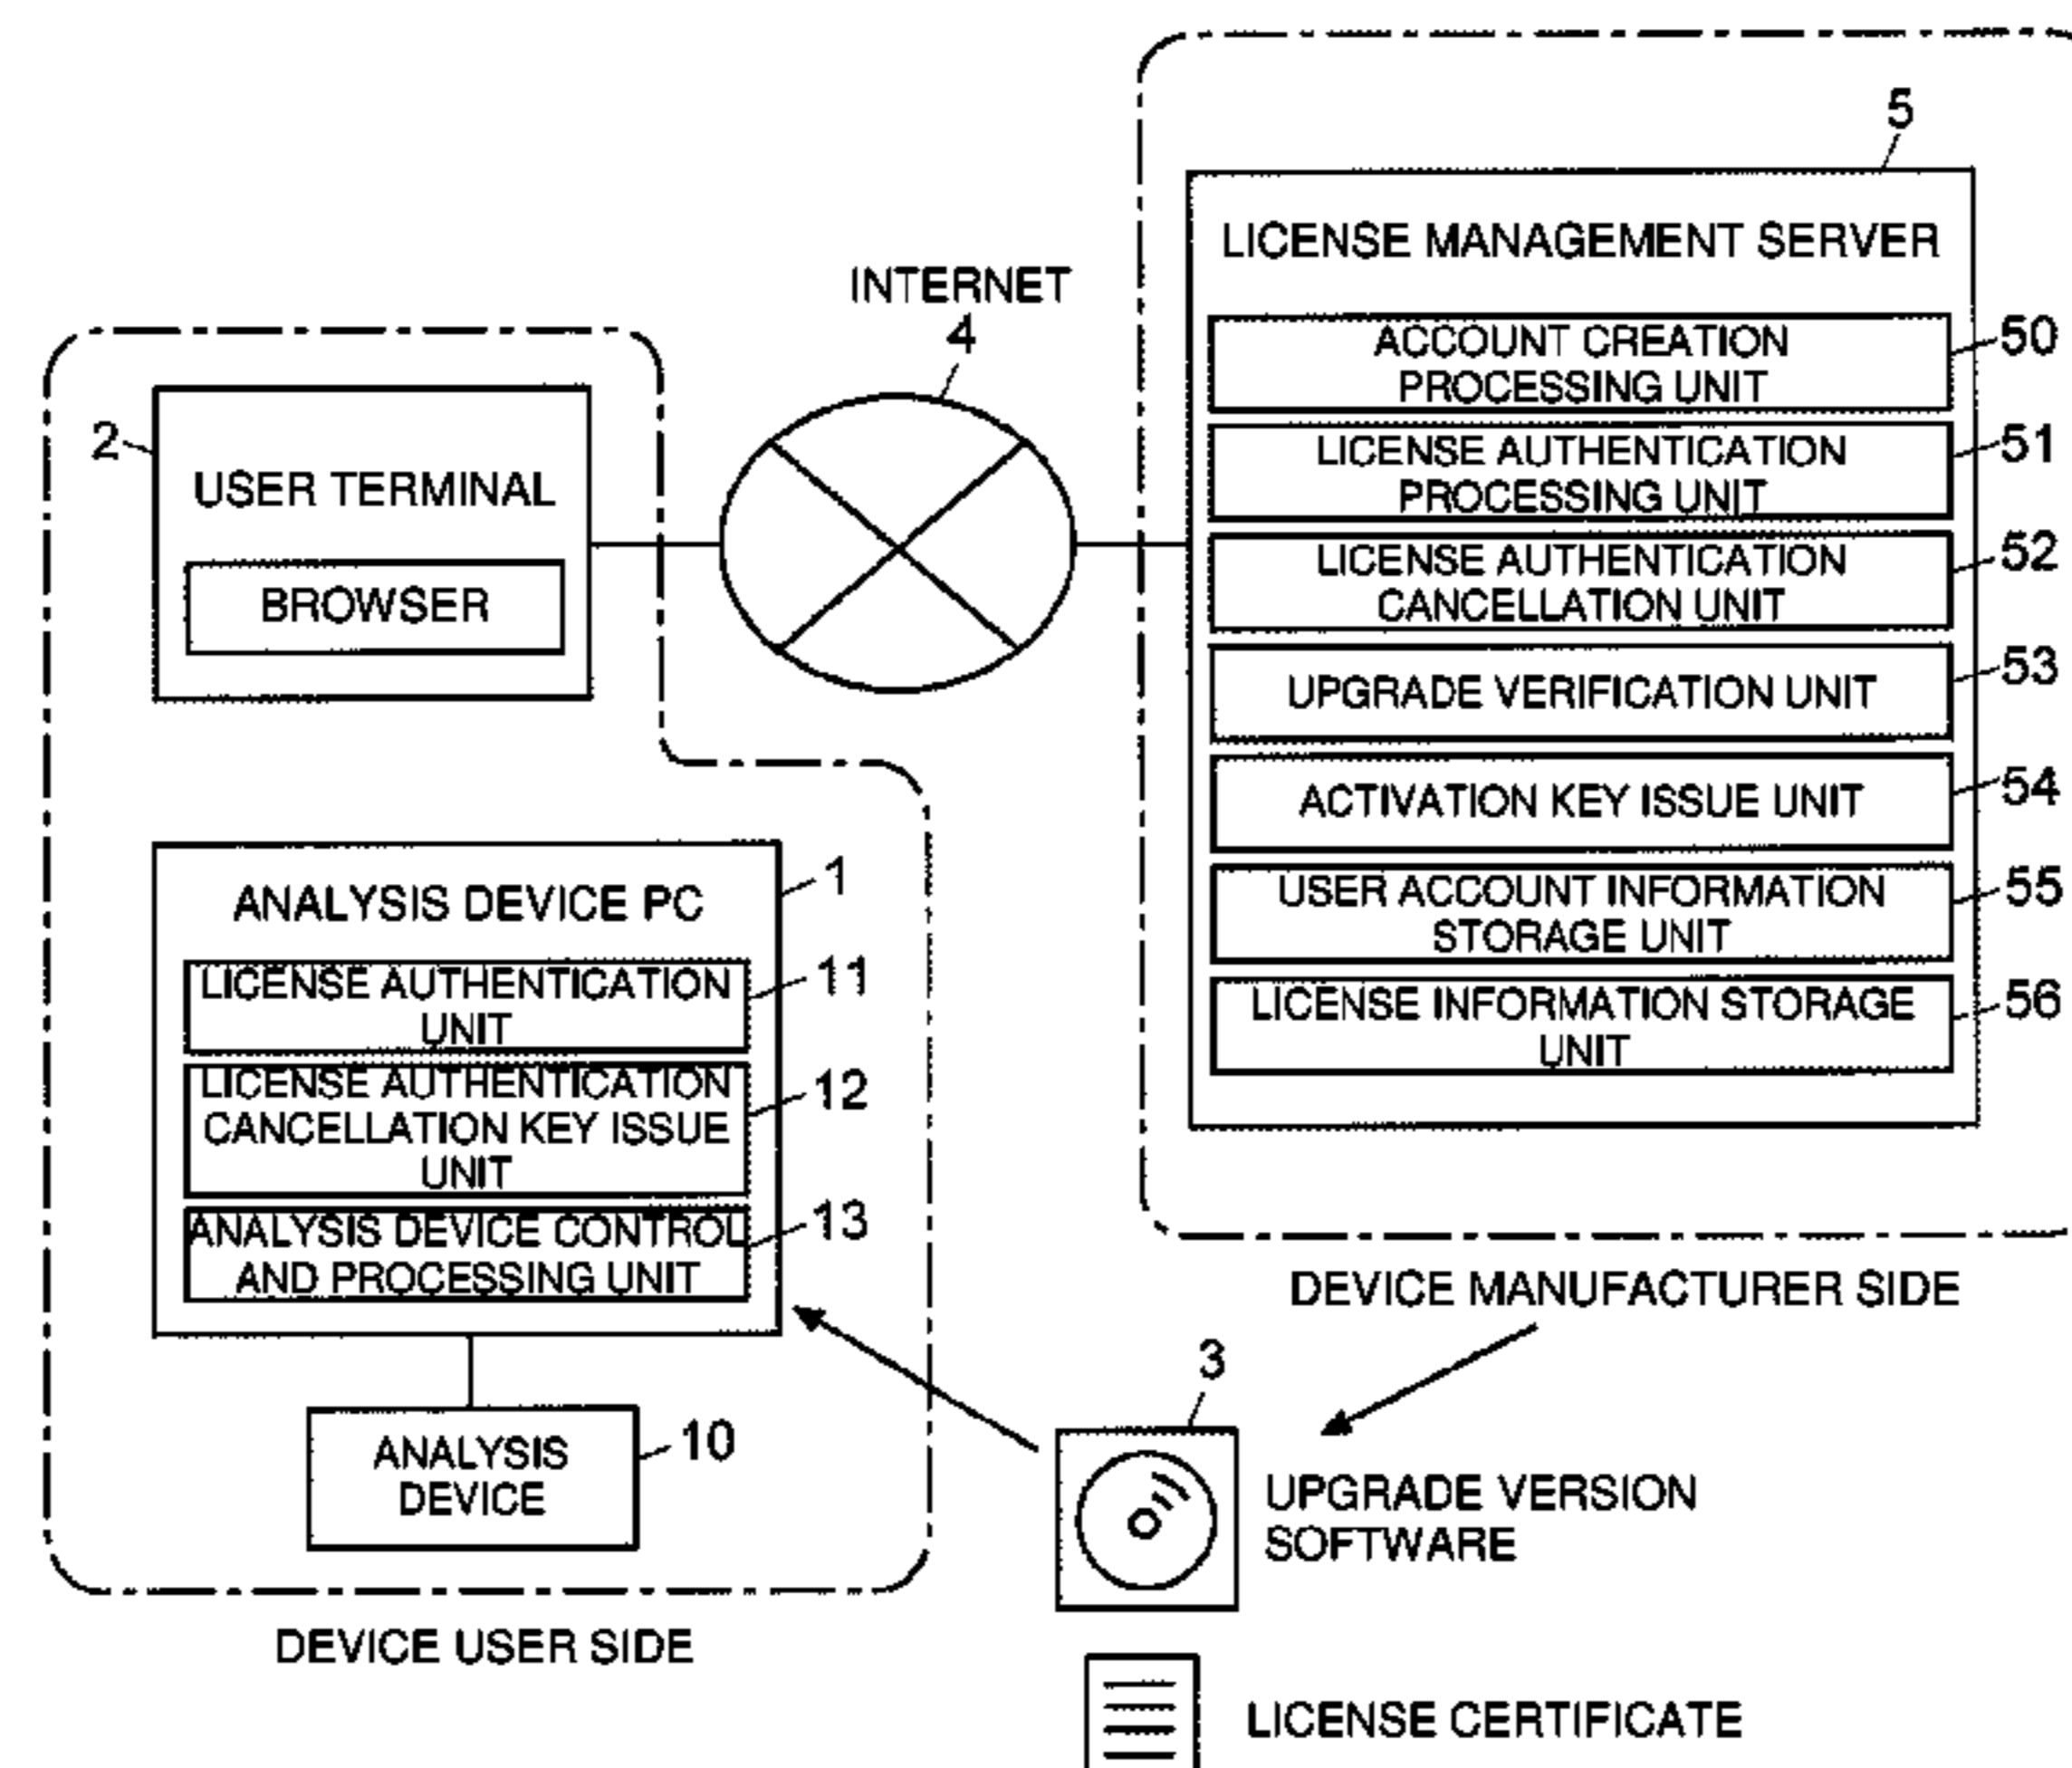 5
LICENSE MANAGEMENT SERVER
INTERNET
4
ACCOUNT CREATION
PROCESSING UNIT
50
2
USER TERMINAL
BROWSER
LICENSE AUTHENTICATION
PROCESSING UNIT
51
LICENSE AUTHENTICATION
CANCELLATION UNIT
52
UPGRADE VERIFICATION UNIT
53
ACTIVATION KEY ISSUE UNIT
54
USER ACCOUNT INFORMATION
STORAGE UNIT
55
LICENSE INFORMATION STORAGE
UNIT
56
ANALYSIS DEVICE PC
1
LICENSE AUTHENTICATION
UNIT
11
LICENSE AUTHENTICATION
CANCELLATION KEY ISSUE
UNIT
12
ANALYSIS DEVICE CONTROL
AND PROCESSING UNIT
13
DEVICE MANUFACTURER SIDE
ANALYSIS
DEVICE
10
3
UPGRADE VERSION
SOFTWARE
DEVICE USER SIDE
LICENSE CERTIFICATE